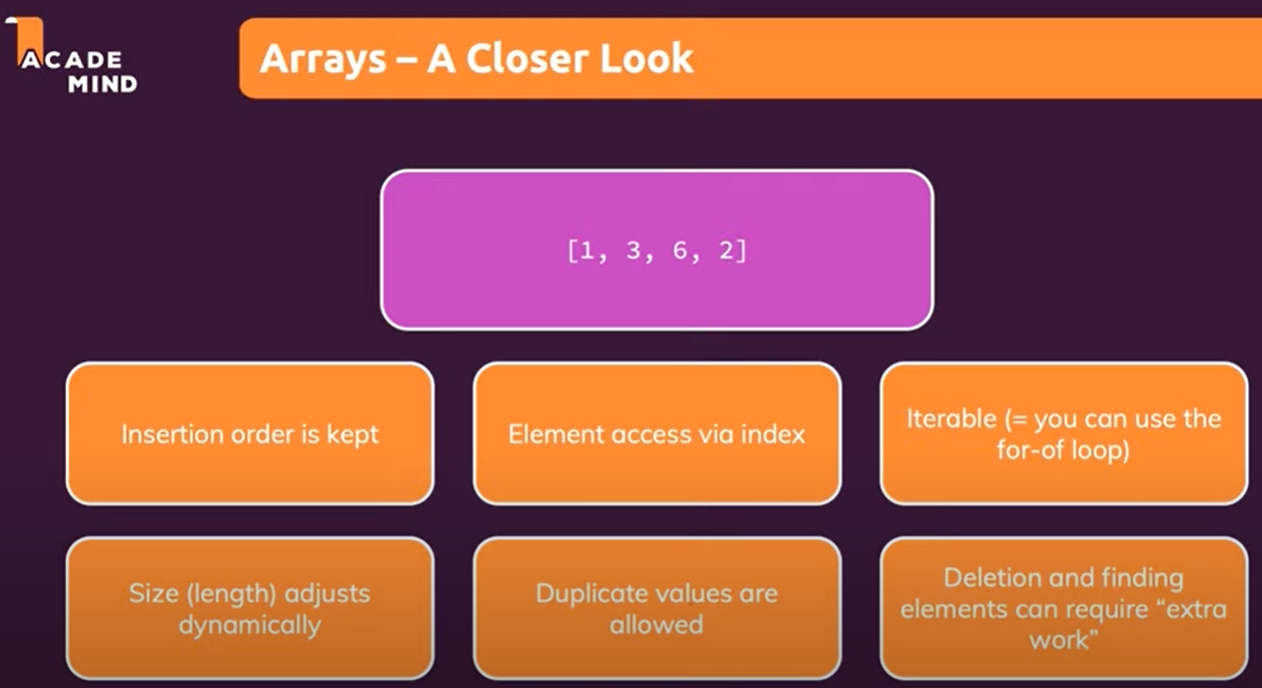 ACADE
MIND
Arrays – A Closer Look
[1, 3, 6, 2]
Insertion order is kept
Element access via index
Iterable (= you can use the
for-of loop)
Size (length) adjusts
dynamically
Duplicate values are
allowed
Deletion and finding
elements can require “extra
work”